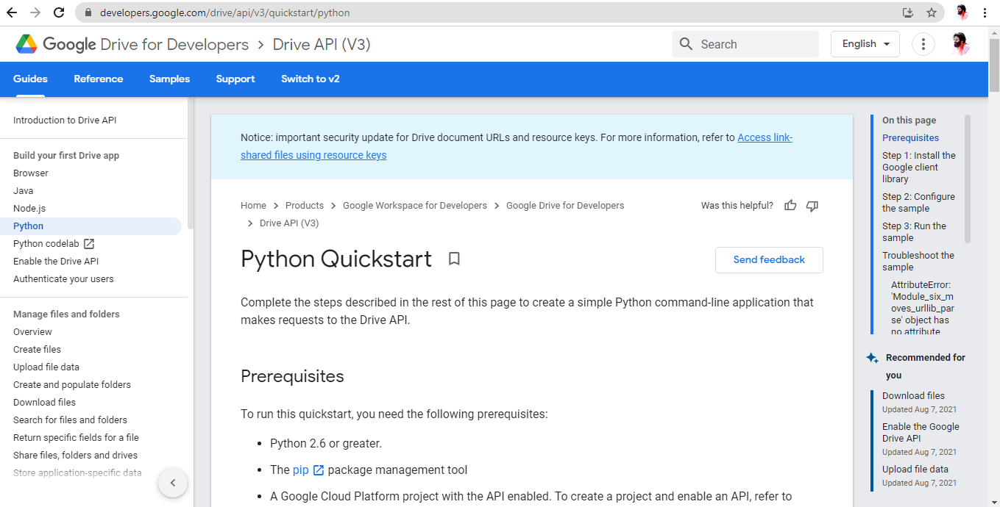 developers.google.com/drive/api/v3/quickstart/python
Google Drive for Developers > Drive API (V3)
Search
English
Guides Reference Samples Support Switch to v2
Introduction to Drive API
Build your first Drive app
Browser
Java
Node.js
Python
Python codelab
Enable the Drive API
Authenticate your users
Manage files and folders
Overview
Create files
Upload file data
Create and populate folders
Download files
Search for files and folders
Return specific fields for a file
Share files, folders and drives
Store application-specific data
Notice: important security update for Drive document URLs and resource keys. For more information, refer to Access link-
shared files using resource keys
Home > Products > Google Workspace for Developers > Google Drive for Developers
> Drive API (V3)
Was this helpful?
Python Quickstart
Send feedback
Complete the steps described in the rest of this page to create a simple Python command-line application that
makes requests to the Drive API.
Prerequisites
To run this quickstart, you need the following prerequisites:
• Python 2.6 or greater.
• The pip package management tool
• A Google Cloud Platform project with the API enabled. To create a project and enable an API, refer to
On this page
Prerequisites
Step 1: Install the
Google client
library
Step 2: Configure
the sample
Step 3: Run the
sample
Troubleshoot the
sample
AttributeError:
'Module_six_m
oves_urllib_par
se' object has
no attribute
Recommended for
you
Download files
Updated Aug 7, 2021
Enable the Google
Drive API
Updated Aug 7, 2021
Upload file data
Updated Aug 7, 2021